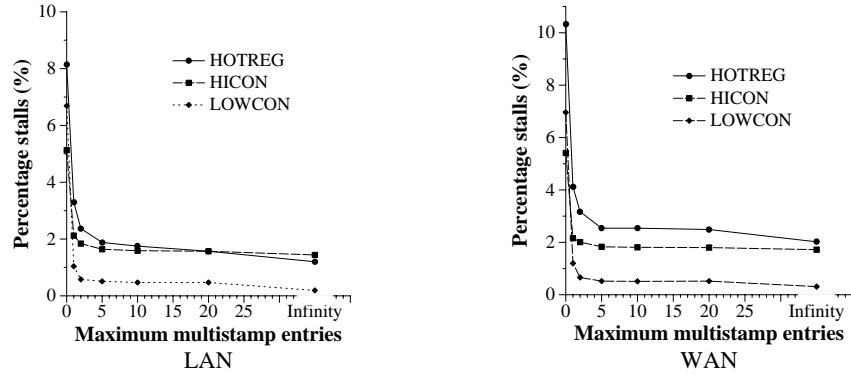 10
8
6
4
2
0
Percentage stalls (%)
HOTREG
HICON
LOWCON
0 5 10 15 20 25 Infinity
Maximum multistamp entries
LAN
10
8
6
4
2
0
Percentage stalls (%)
HOTREG
HICON
LOWCON
0 5 10 15 20 25 Infinity
Maximum multistamp entries
WAN